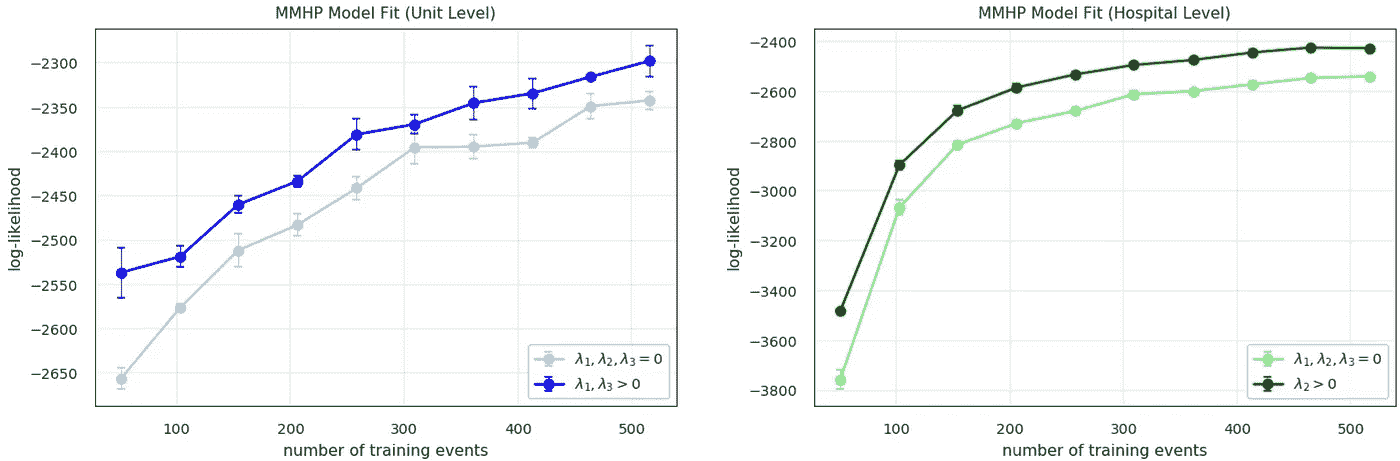 MMHP Model Fit (Unit Level)
log-likelihood
−2300
−2350
−2400
−2450
−2500
−2550
−2600
−2650
100 200 300 400 500
number of training events
λ₁, λ₂, λ₃ = 0
λ₁, λ₃ > 0
MMHP Model Fit (Hospital Level)
log-likelihood
−2400
−2600
−2800
−3000
−3200
−3400
−3600
−3800
100 200 300 400 500
number of training events
λ₁, λ₂, λ₃ = 0
λ₂ > 0